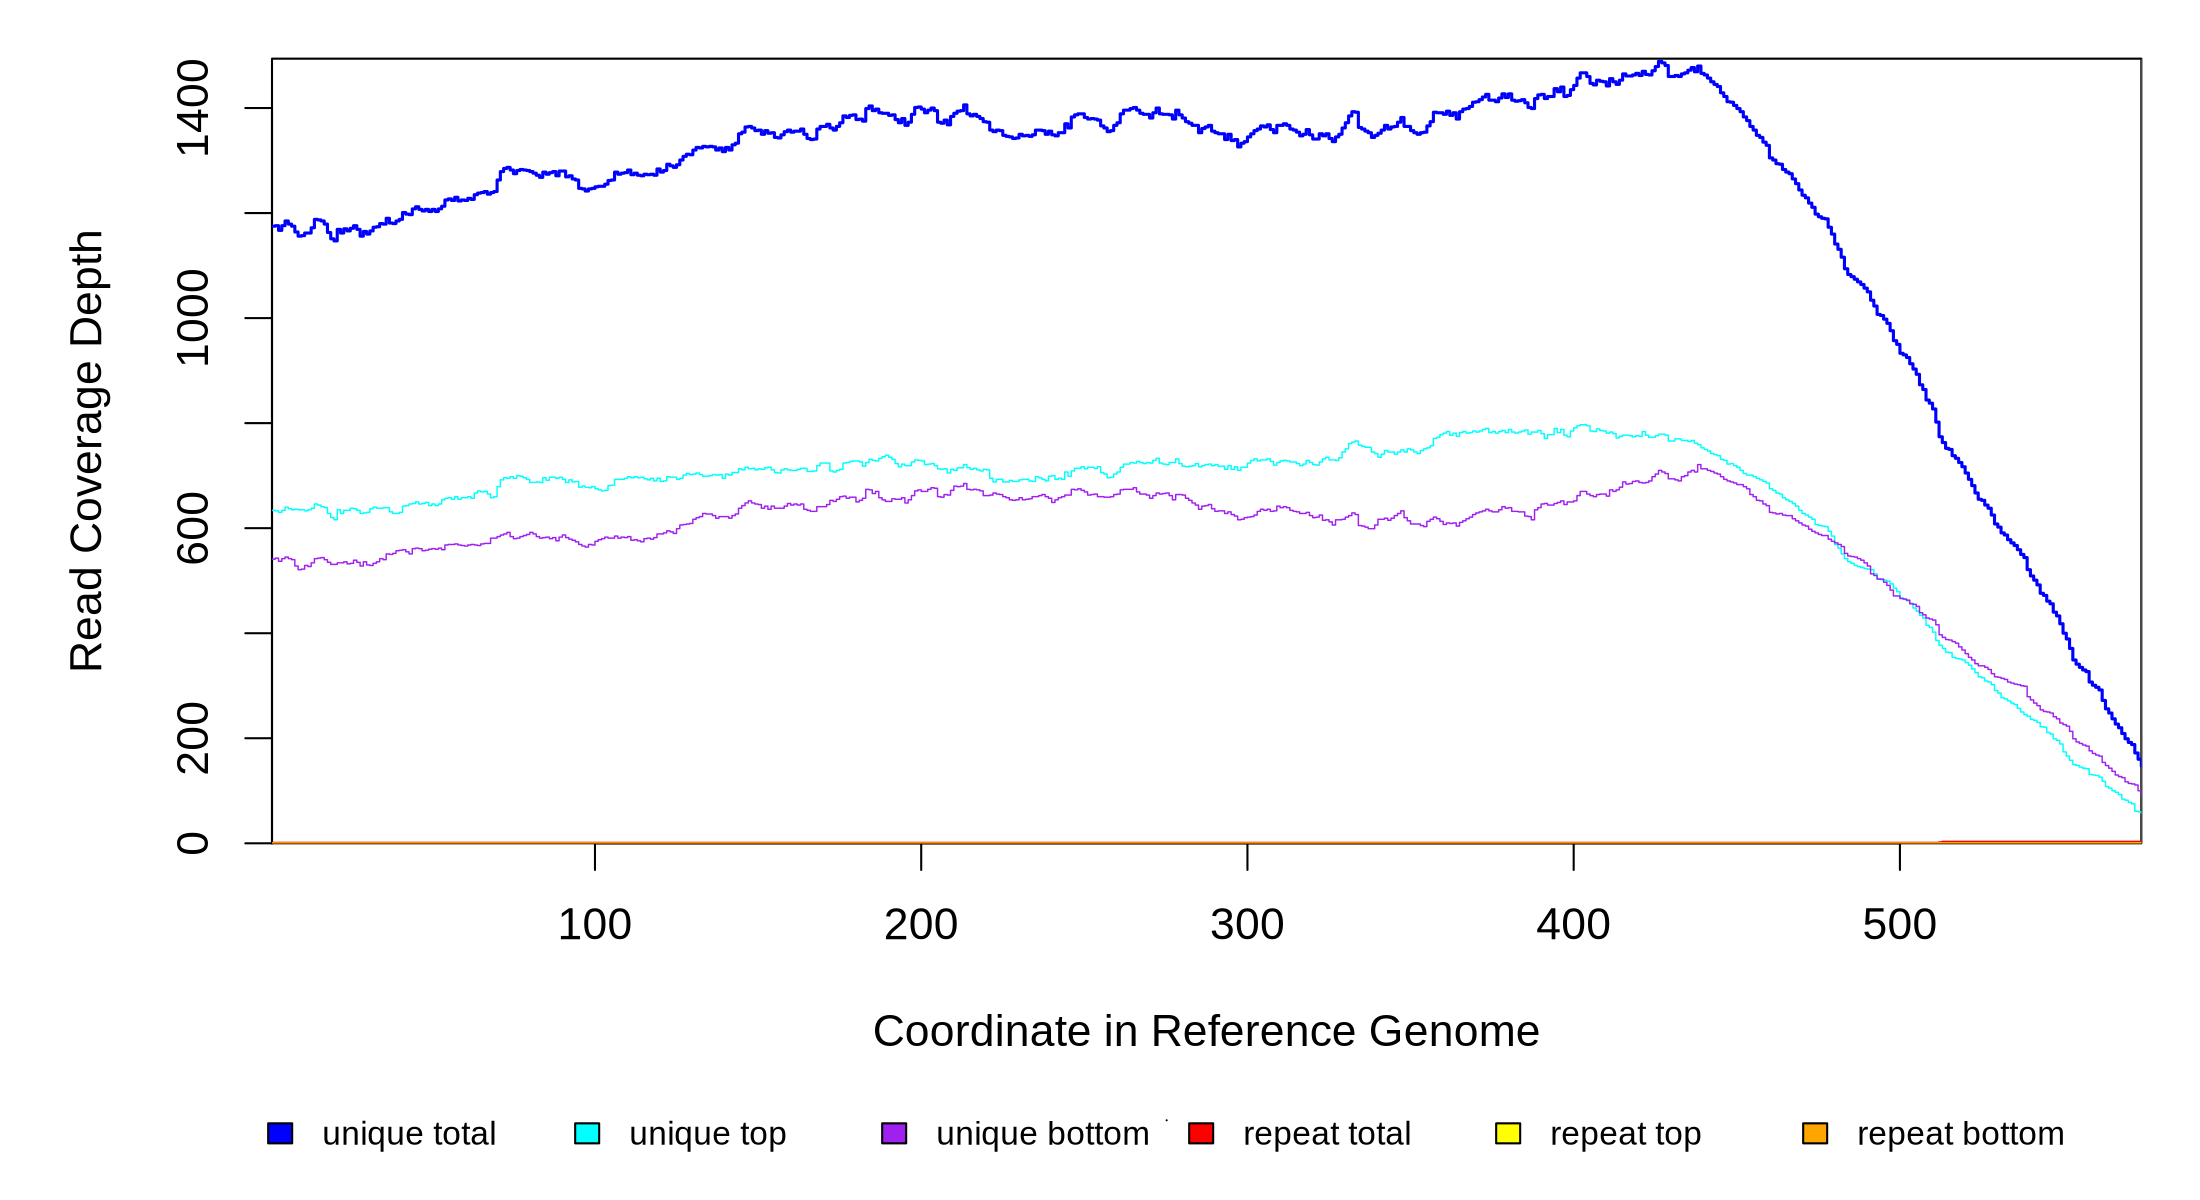 Read Coverage Depth
1400
1000
600
200
0
100 200 300 400 500
Coordinate in Reference Genome
unique total unique top unique bottom repeat total repeat top repeat bottom